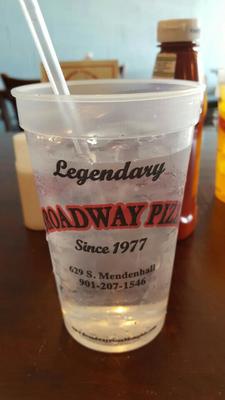 Legendary
ROADWAY PIZ
Since 1977
629 S. Mendenhall
901-207-1546